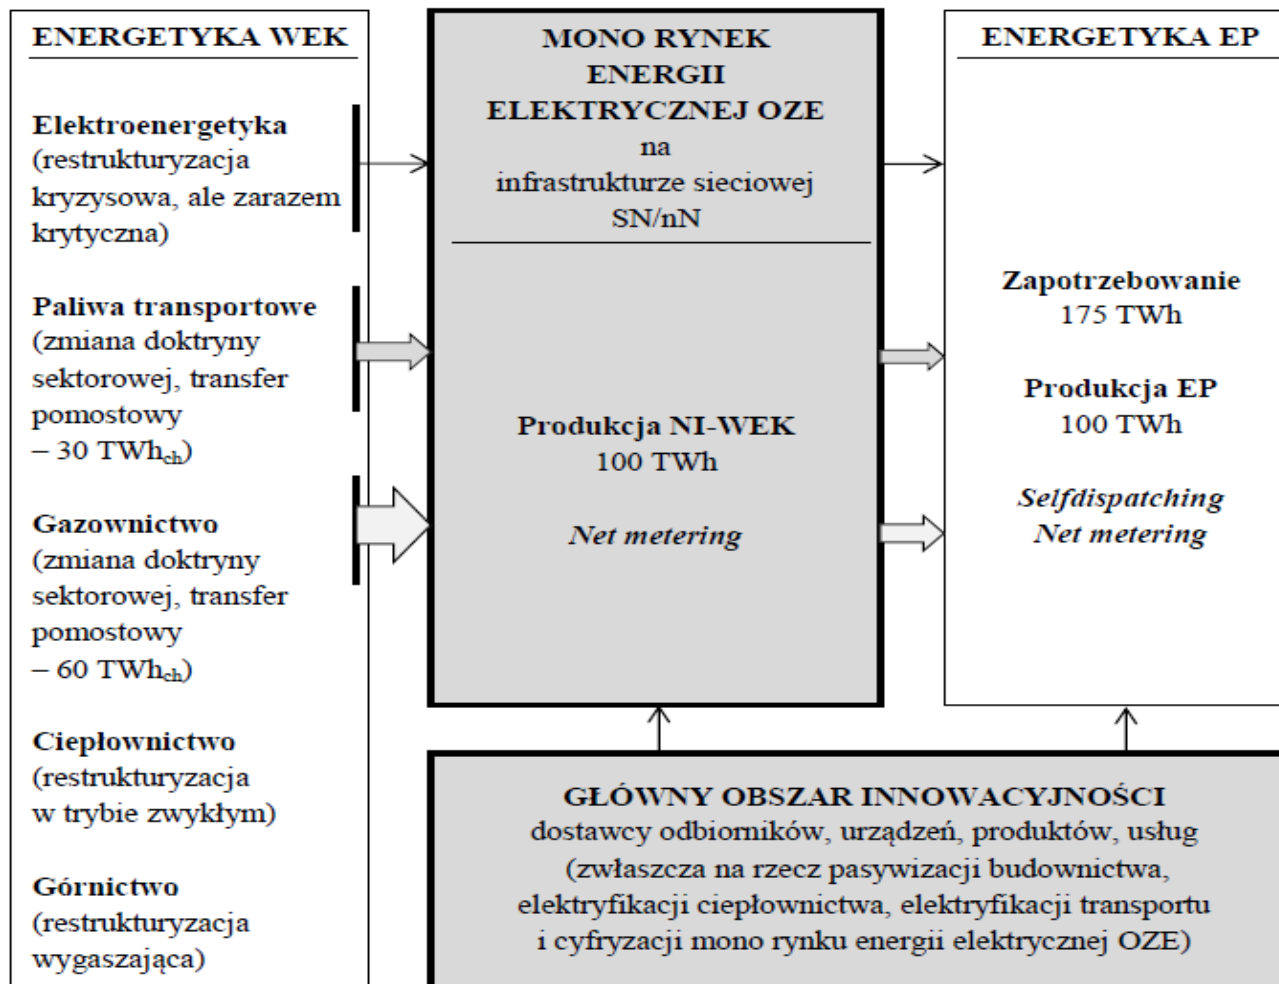 ENERGETYKA WEK
Elektroenergetyka
(restrukturyzacja
kryzysowa, ale zarazem
krytyczna)
Paliwa transportowe
(zmiana doktryny
sektorowej, transfer
pomostowy
– 30 TWhch)
Gazownictwo
(zmiana doktryny
sektorowej, transfer
pomostowy
– 60 TWhch)
Ciepłownictwo
(restrukturyzacja
w trybie zwykłym)
Górnictwo
(restrukturyzacja
wygaszająca)
MONO RYNEK
ENERGII
ELEKTRYCZNEJ OZE
na
infrastrukturze sieciowej
SN/nN
Produkcja NI-WEK
100 TWh
Net metering
ENERGETYKA EP
Zapotrzebowanie
175 TWh
Produkcja EP
100 TWh
Selfdispatching
Net metering
GŁÓWNY OBSZAR INNOWACYJNOŚCI
dostawcy odbiorników, urządzeń, produktów, usług
(zwłaszcza na rzecz pasywizacji budownictwa,
elektryfikacji ciepłownictwa, elektryfikacji transportu
i cyfryzacji mono rynku energii elektrycznej OZE)